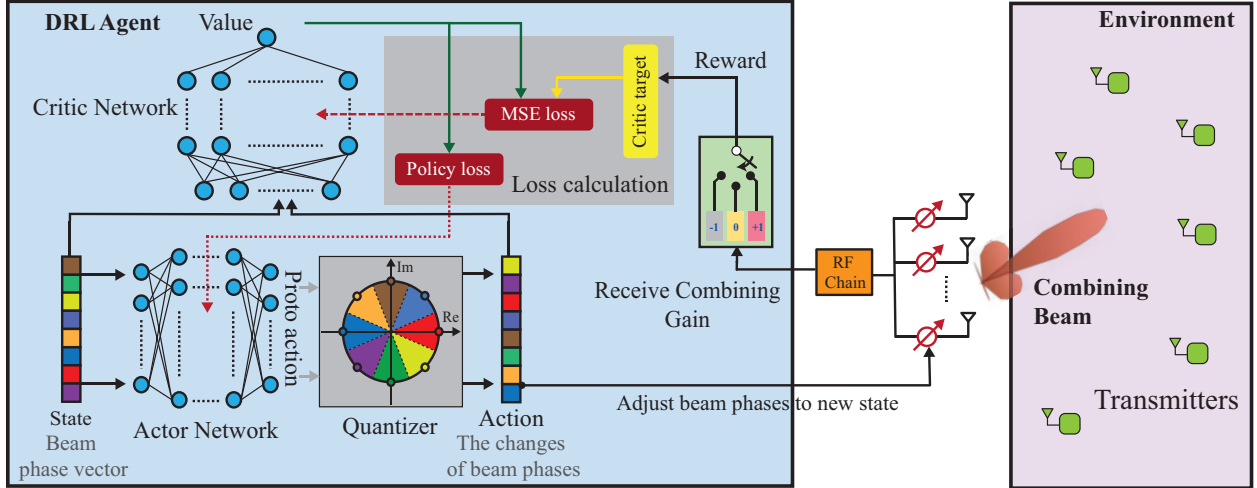 DRL Agent
Value
Critic Network
MSE loss
Critic target
Policy loss
Loss calculation
Reward
-1
0
+1
Receive Combining
Gain
RF
Chain
Environment
Combining
Beam
Transmitters
Proto action
Im
Re
State
Beam
phase vector
Actor Network
Quantizer
Action
The changes
of beam phases
Adjust beam phases to new state